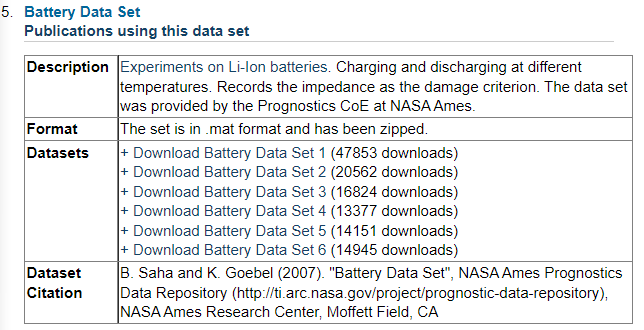 5. Battery Data Set
Publications using this data set
Description
Experiments on Li-Ion batteries. Charging and discharging at different
temperatures. Records the impedance as the damage criterion. The data set
was provided by the Prognostics CoE at NASA Ames.
Format
The set is in .mat format and has been zipped.
Datasets
+ Download Battery Data Set 1 (47853 downloads)
+ Download Battery Data Set 2 (20562 downloads)
+ Download Battery Data Set 3 (16824 downloads)
+ Download Battery Data Set 4 (13377 downloads)
+ Download Battery Data Set 5 (14151 downloads)
+ Download Battery Data Set 6 (14945 downloads)
Dataset
Citation
B. Saha and K. Goebel (2007). "Battery Data Set", NASA Ames Prognostics
Data Repository (http://ti.arc.nasa.gov/project/prognostic-data-repository),
NASA Ames Research Center, Moffett Field, CA